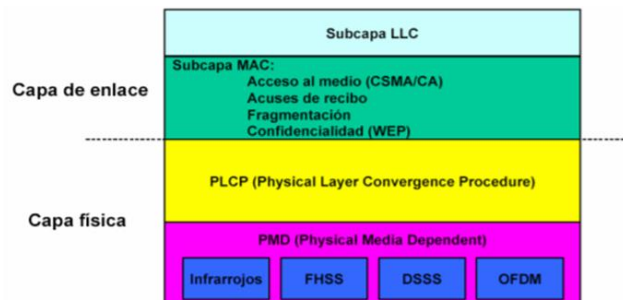 Subcapa LLC
Capa de enlace
Subcapa MAC:
Acceso al medio (CSMA/CA)
Acuses de recibo
Fragmentación
Confidencialidad (WEP)
Capa física
PLCP (Physical Layer Convergence Procedure)
PMD (Physical Media Dependent)
Infrarrojos FHSS DSSS OFDM